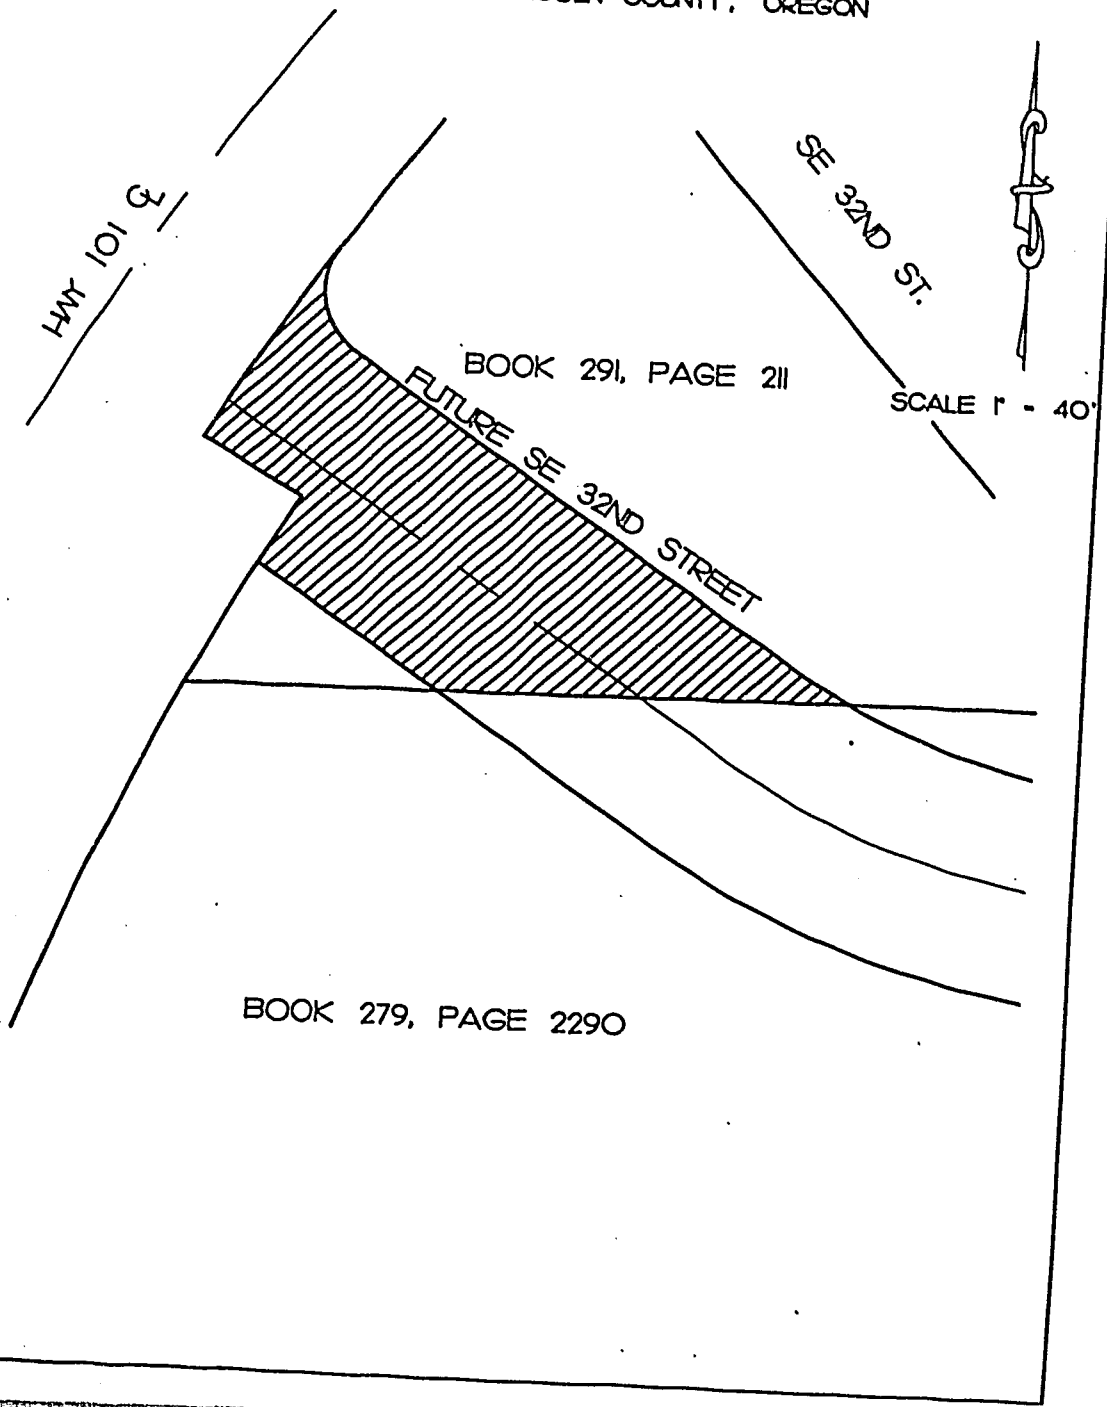 COUNTY, OREGON
HWY 101 ℄
SE 32ND ST.
BOOK 291, PAGE 211
SCALE 1" - 40'
FUTURE SE 32ND STREET
BOOK 279, PAGE 2290